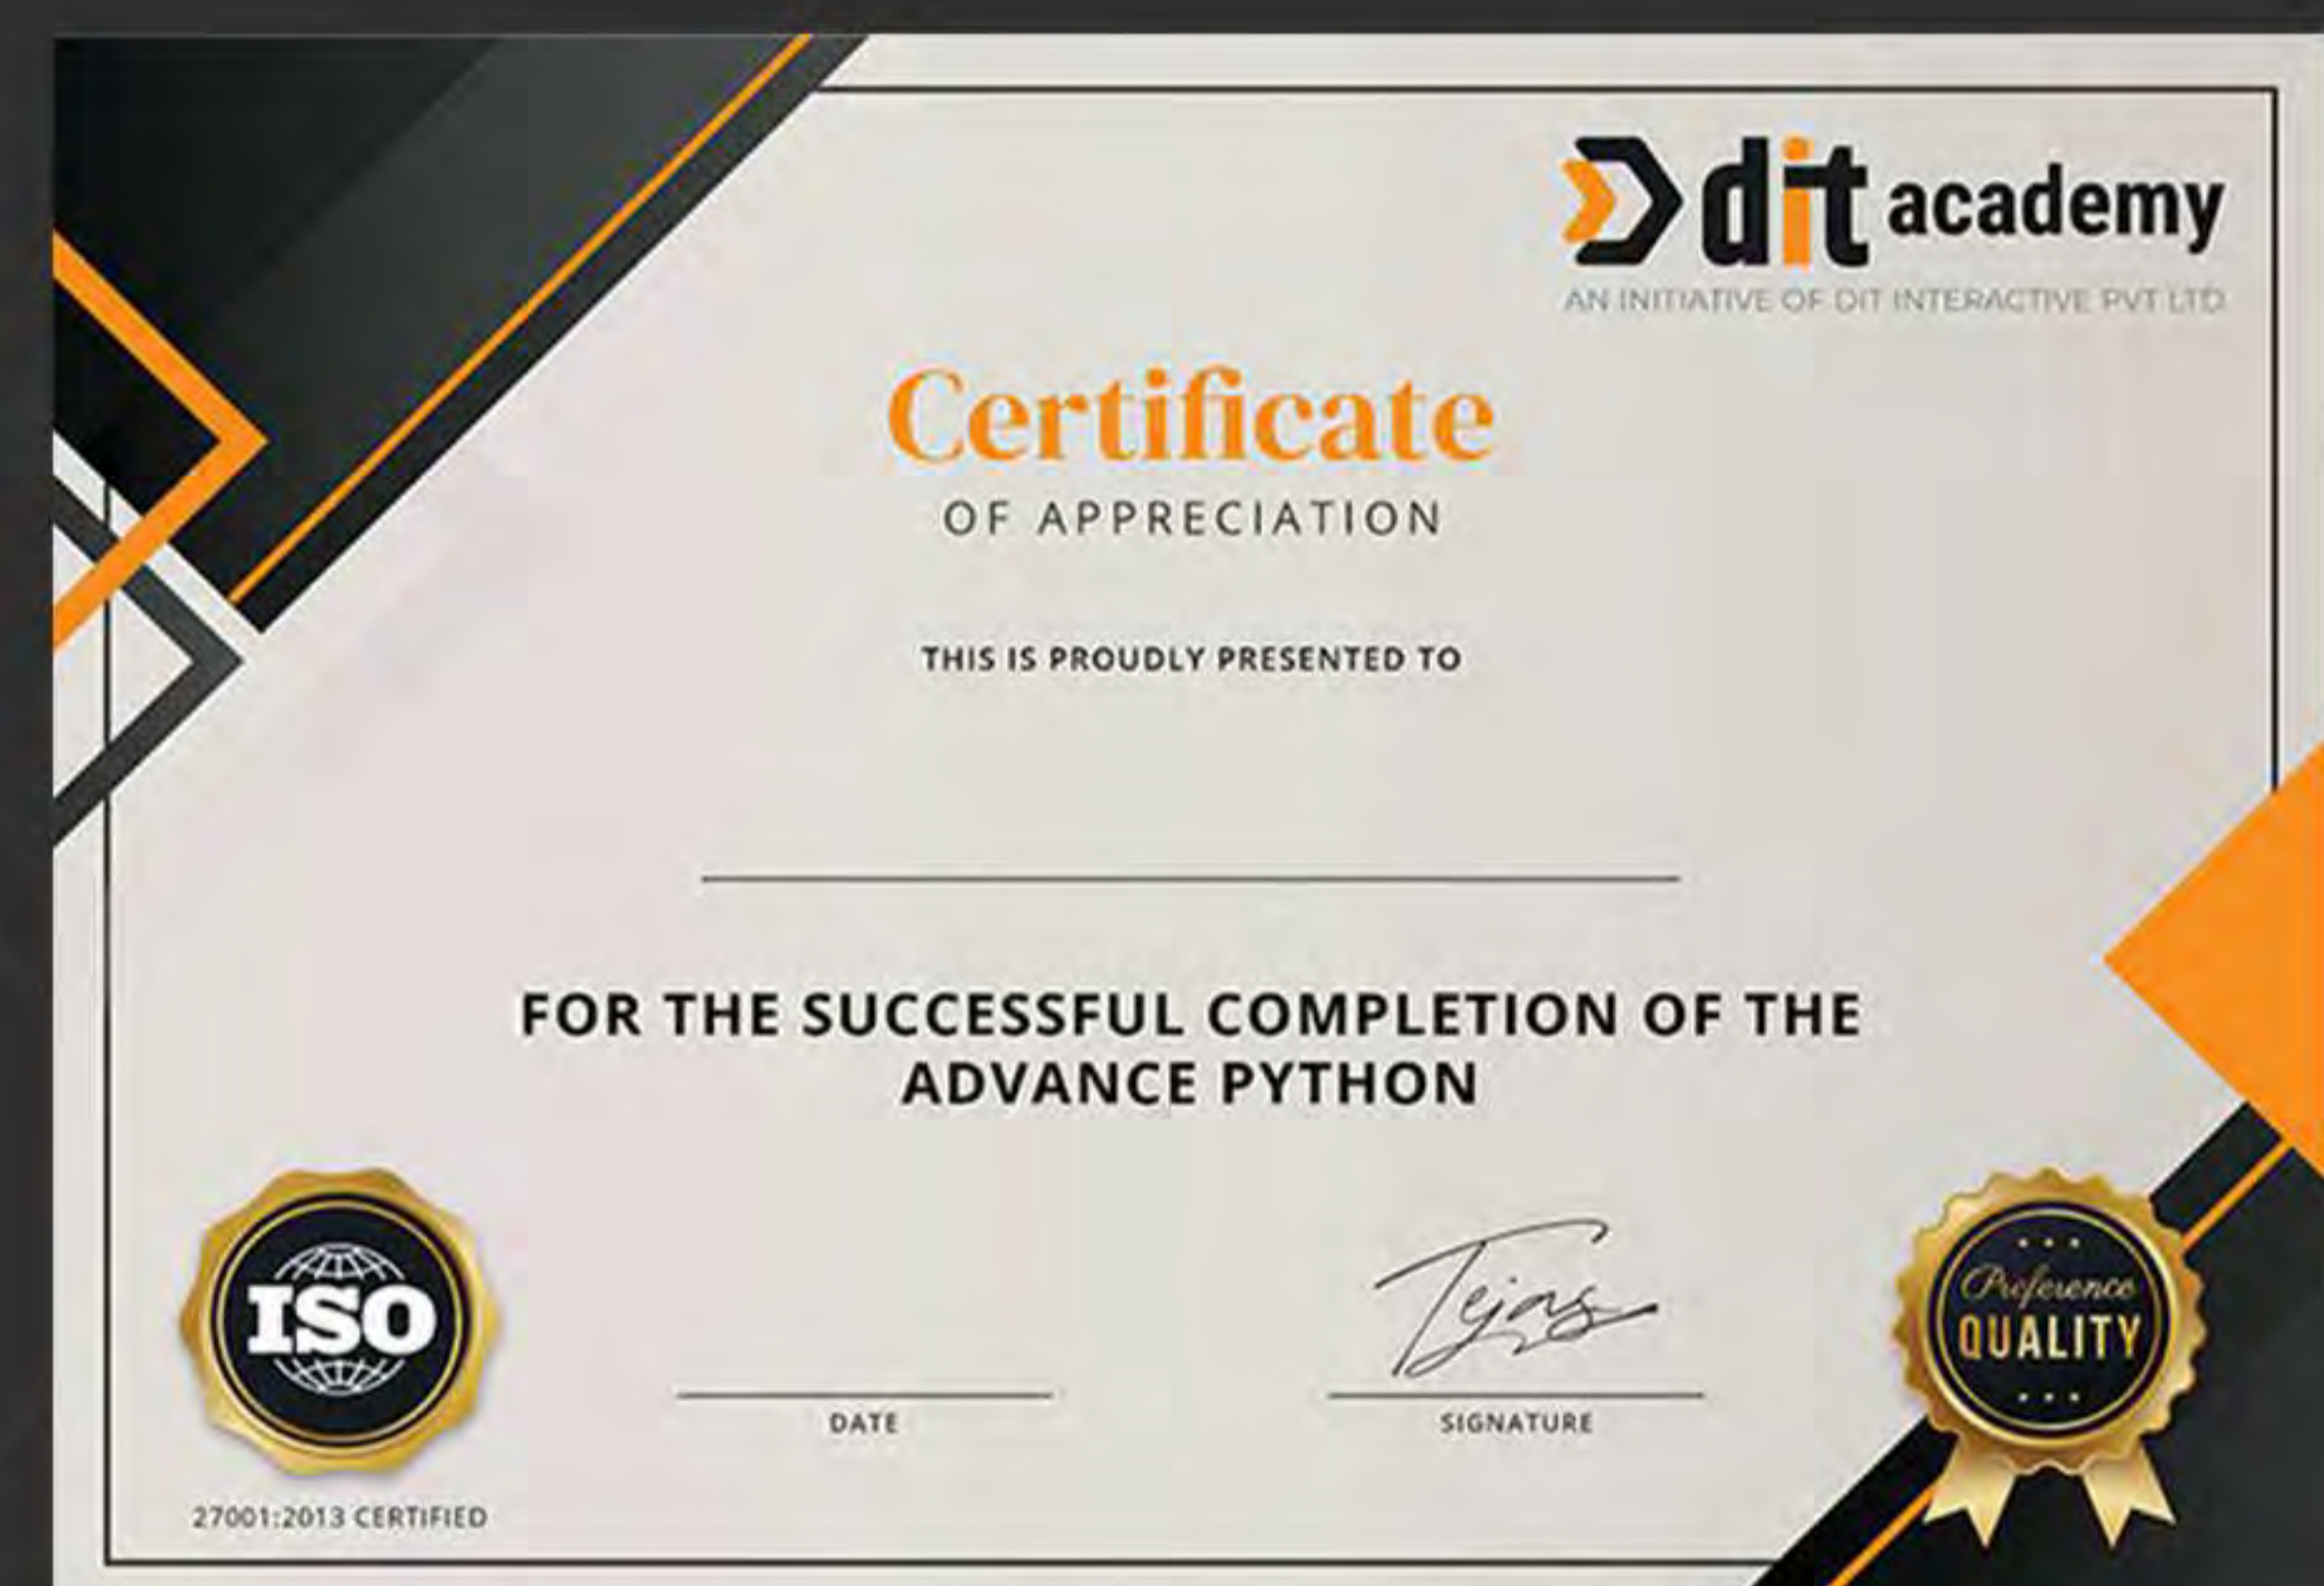 dit academy
AN INITIATIVE OF DIT INTERACTIVE PVT LTD
Certificate
OF APPRECIATION
THIS IS PROUDLY PRESENTED TO
FOR THE SUCCESSFUL COMPLETION OF THE
ADVANCE PYTHON
ISO
27001:2013 CERTIFIED
DATE
Tejas
SIGNATURE
Preference
QUALITY